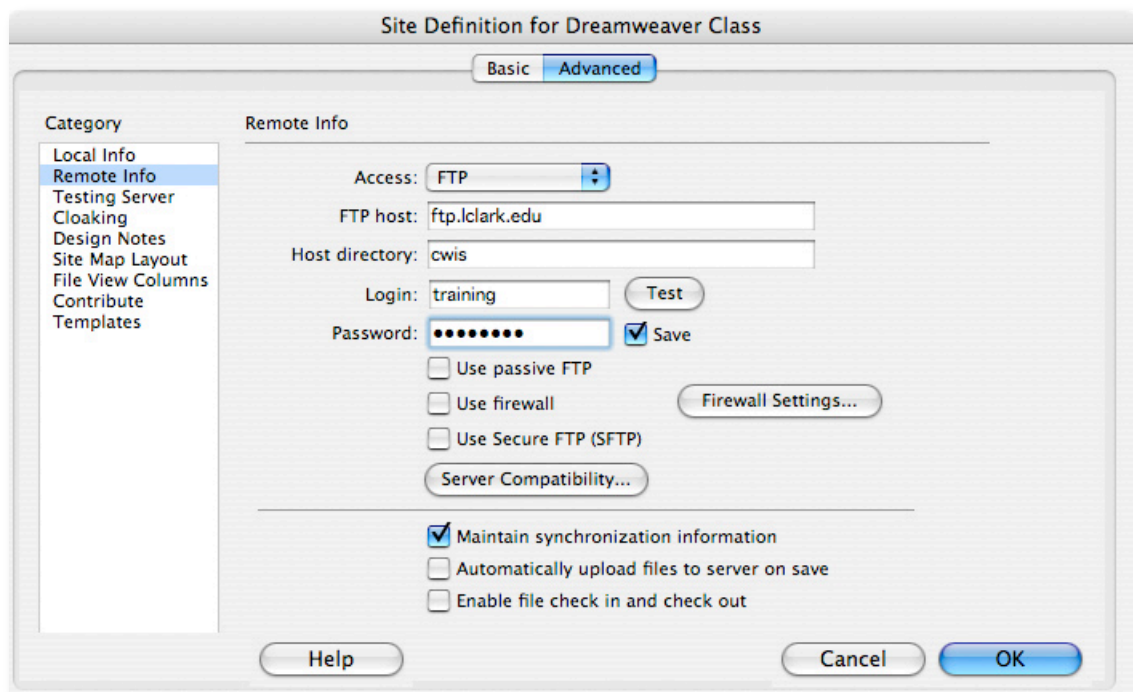 Site Definition for Dreamweaver Class
Basic Advanced
Category
Local Info
Remote Info
Testing Server
Cloaking
Design Notes
Site Map Layout
File View Columns
Contribute
Templates
Remote Info
Access: FTP
FTP host: ftp.lclark.edu
Host directory: cwis
Login: training Test
Password: •••••••• Save
Use passive FTP
Use firewall Firewall Settings...
Use Secure FTP (SFTP)
Server Compatibility...
Maintain synchronization information
Automatically upload files to server on save
Enable file check in and check out
Help Cancel OK